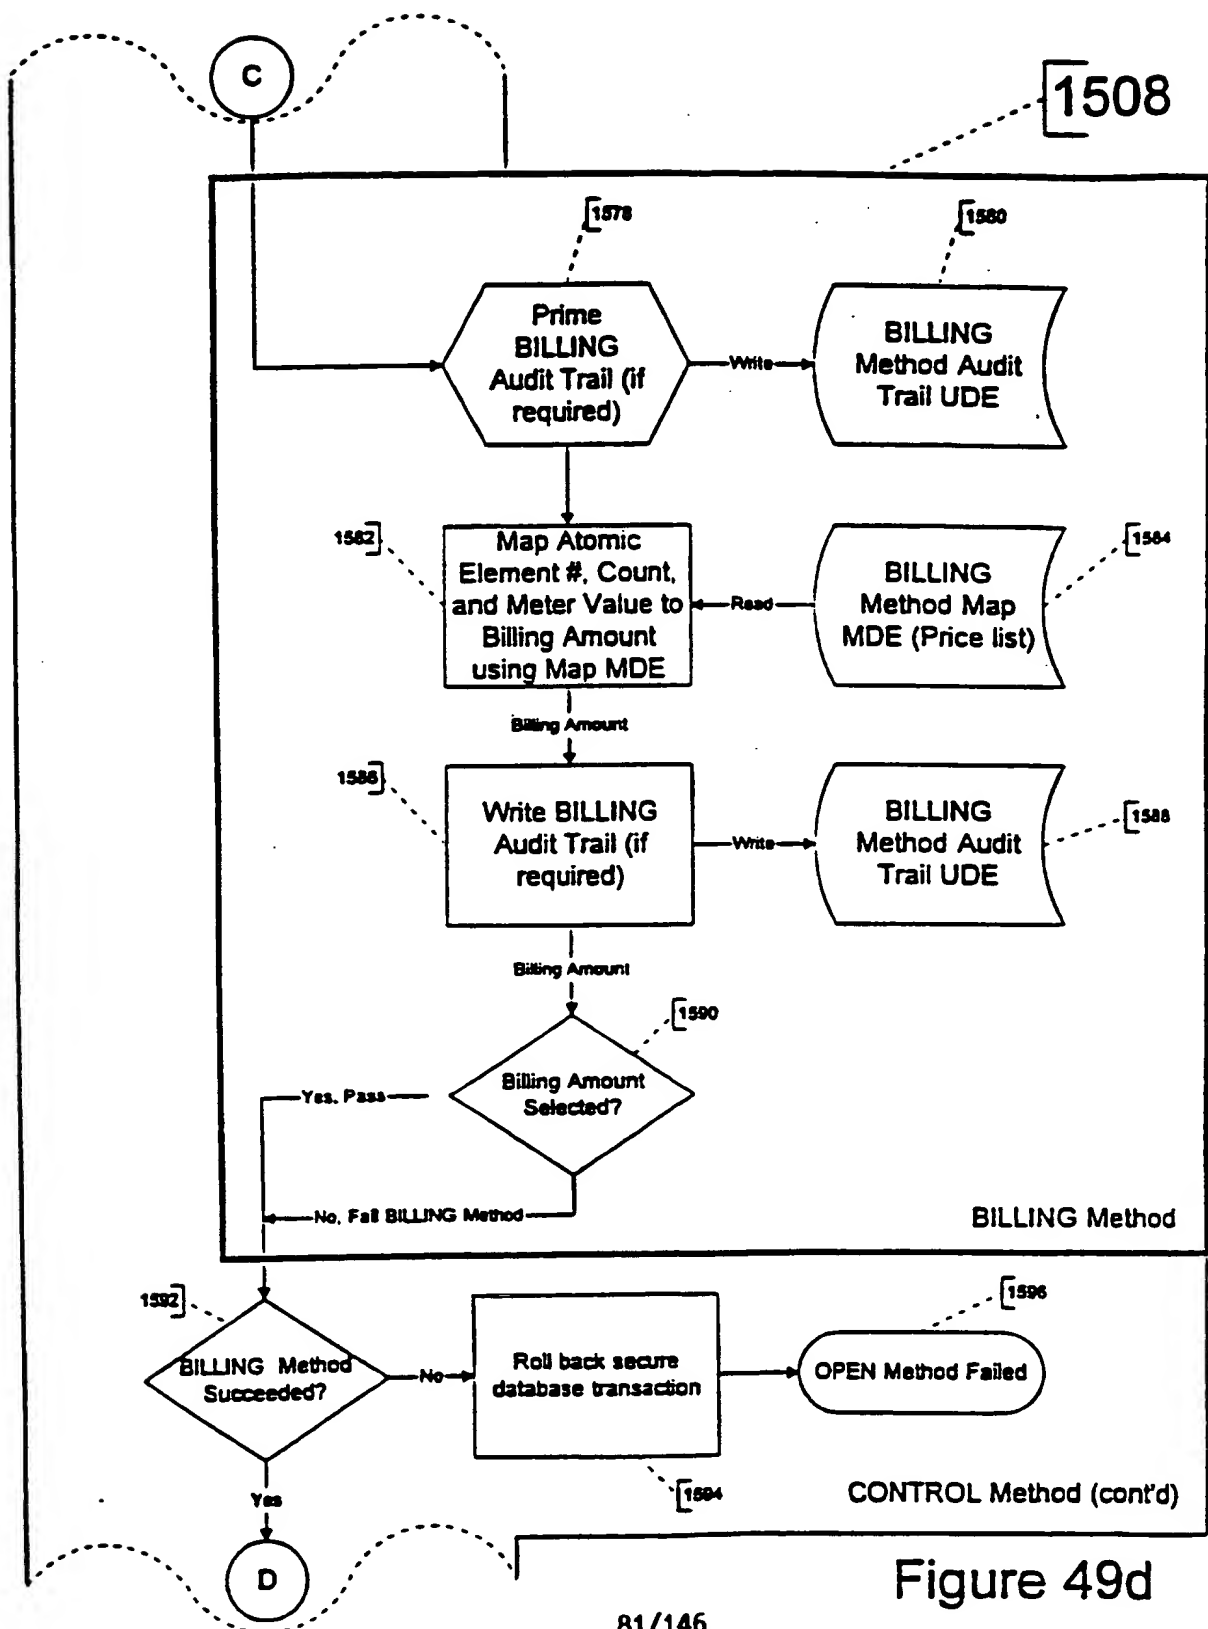 C
1508
1578
1580
Prime
BILLING
Audit Trail (if
required)
Write
BILLING
Method Audit
Trail UDE
1582
1584
Map Atomic
Element #, Count,
and Meter Value to
Billing Amount
using Map MDE
Read
BILLING
Method Map
MDE (Price list)
Billing Amount
1586
1588
Write BILLING
Audit Trail (if
required)
Write
BILLING
Method Audit
Trail UDE
Billing Amount
1590
Billing Amount
Selected?
Yes, Pass
No, Fail BILLING Method
BILLING Method
1592
1596
BILLING Method
Succeeded?
No
Roll back secure
database transaction
OPEN Method Failed
1594
CONTROL Method (cont'd)
Yes
D
Figure 49d
81/146